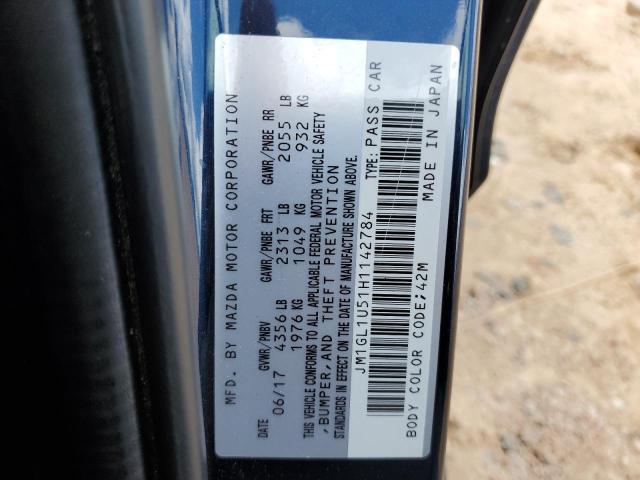 MFD. BY MAZDA MOTOR CORPORATION
DATE GVWR/PNBV GAWR/PNBE FRT GAWR/PNBE RR
06/17 4356 LB 2313 LB 2055 LB
1976 KG 1049 KG 932 KG
THIS VEHICLE CONFORMS TO ALL APPLICABLE FEDERAL MOTOR VEHICLE SAFETY
,BUMPER, AND THEFT PREVENTION
STANDARDS IN EFFECT ON THE DATE OF MANUFACTURE SHOWN ABOVE.
JM1GL1U51H1142784 TYPE: PASS CAR
BODY COLOR CODE;42M MADE IN JAPAN